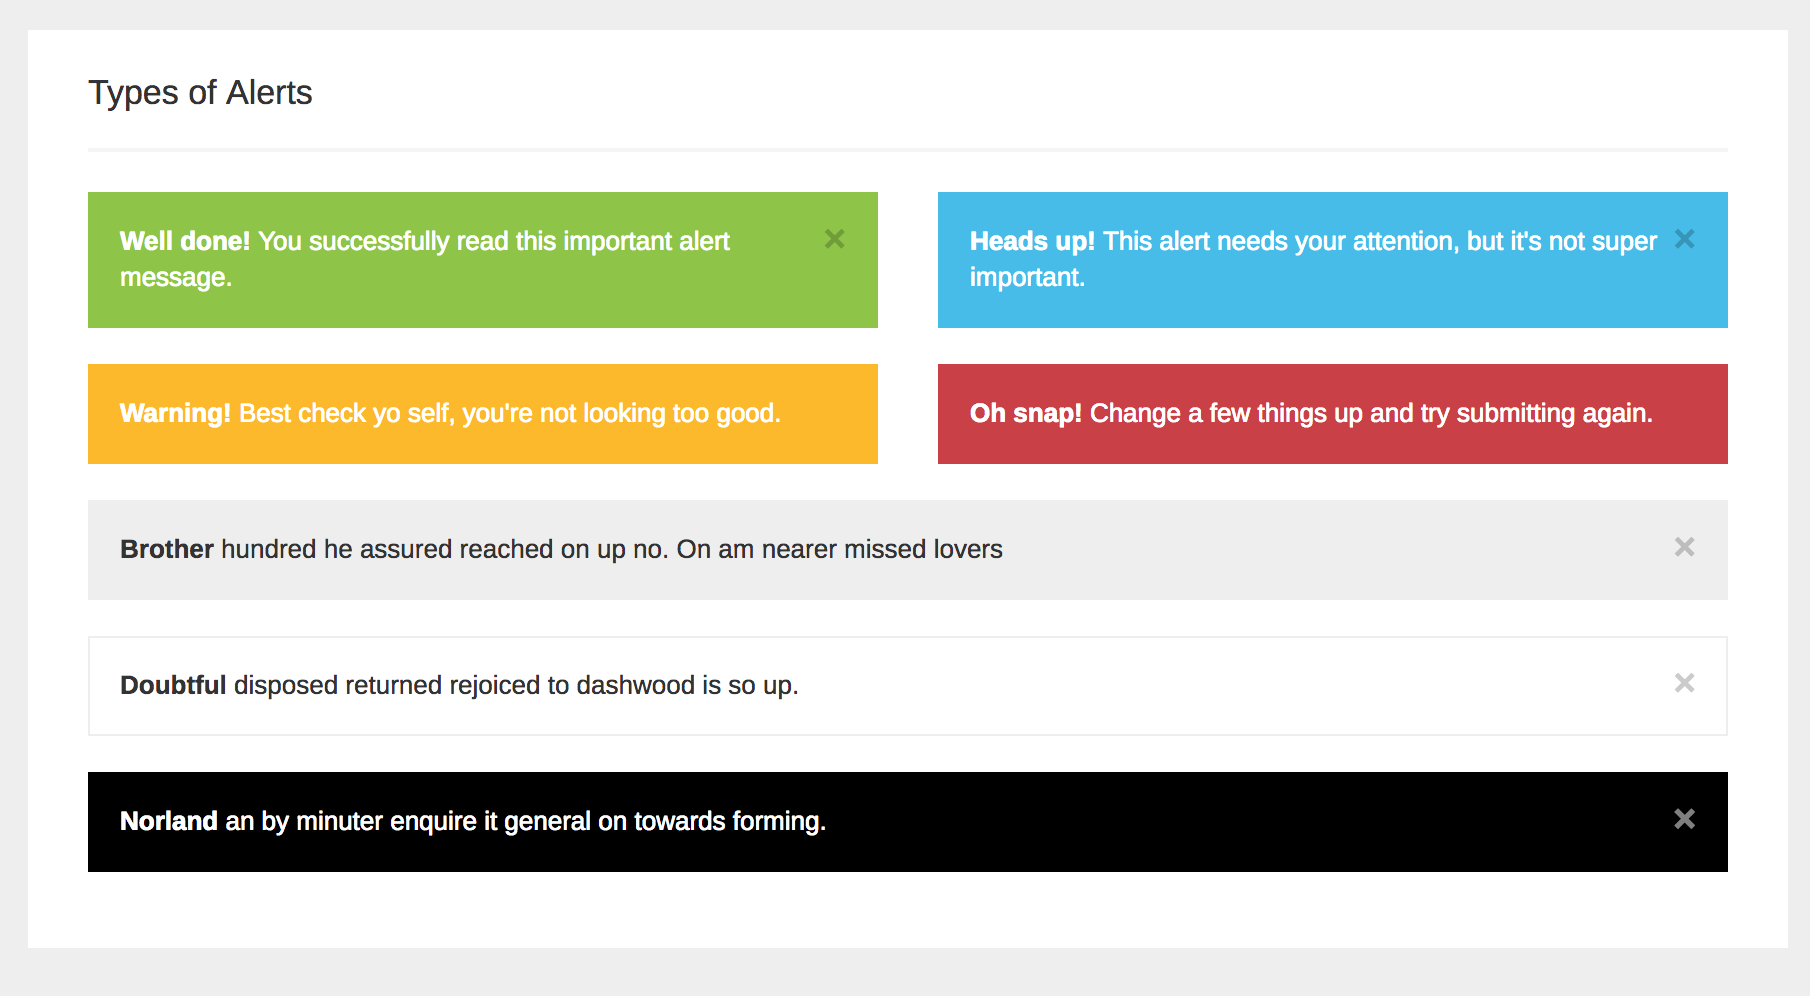 Types of Alerts
Well done! You successfully read this important alert
message.
Heads up! This alert needs your attention, but it's not super
important.
Warning! Best check yo self, you're not looking too good.
Oh snap! Change a few things up and try submitting again.
Brother hundred he assured reached on up no. On am nearer missed lovers
Doubtful disposed returned rejoiced to dashwood is so up.
Norland an by minuter enquire it general on towards forming.